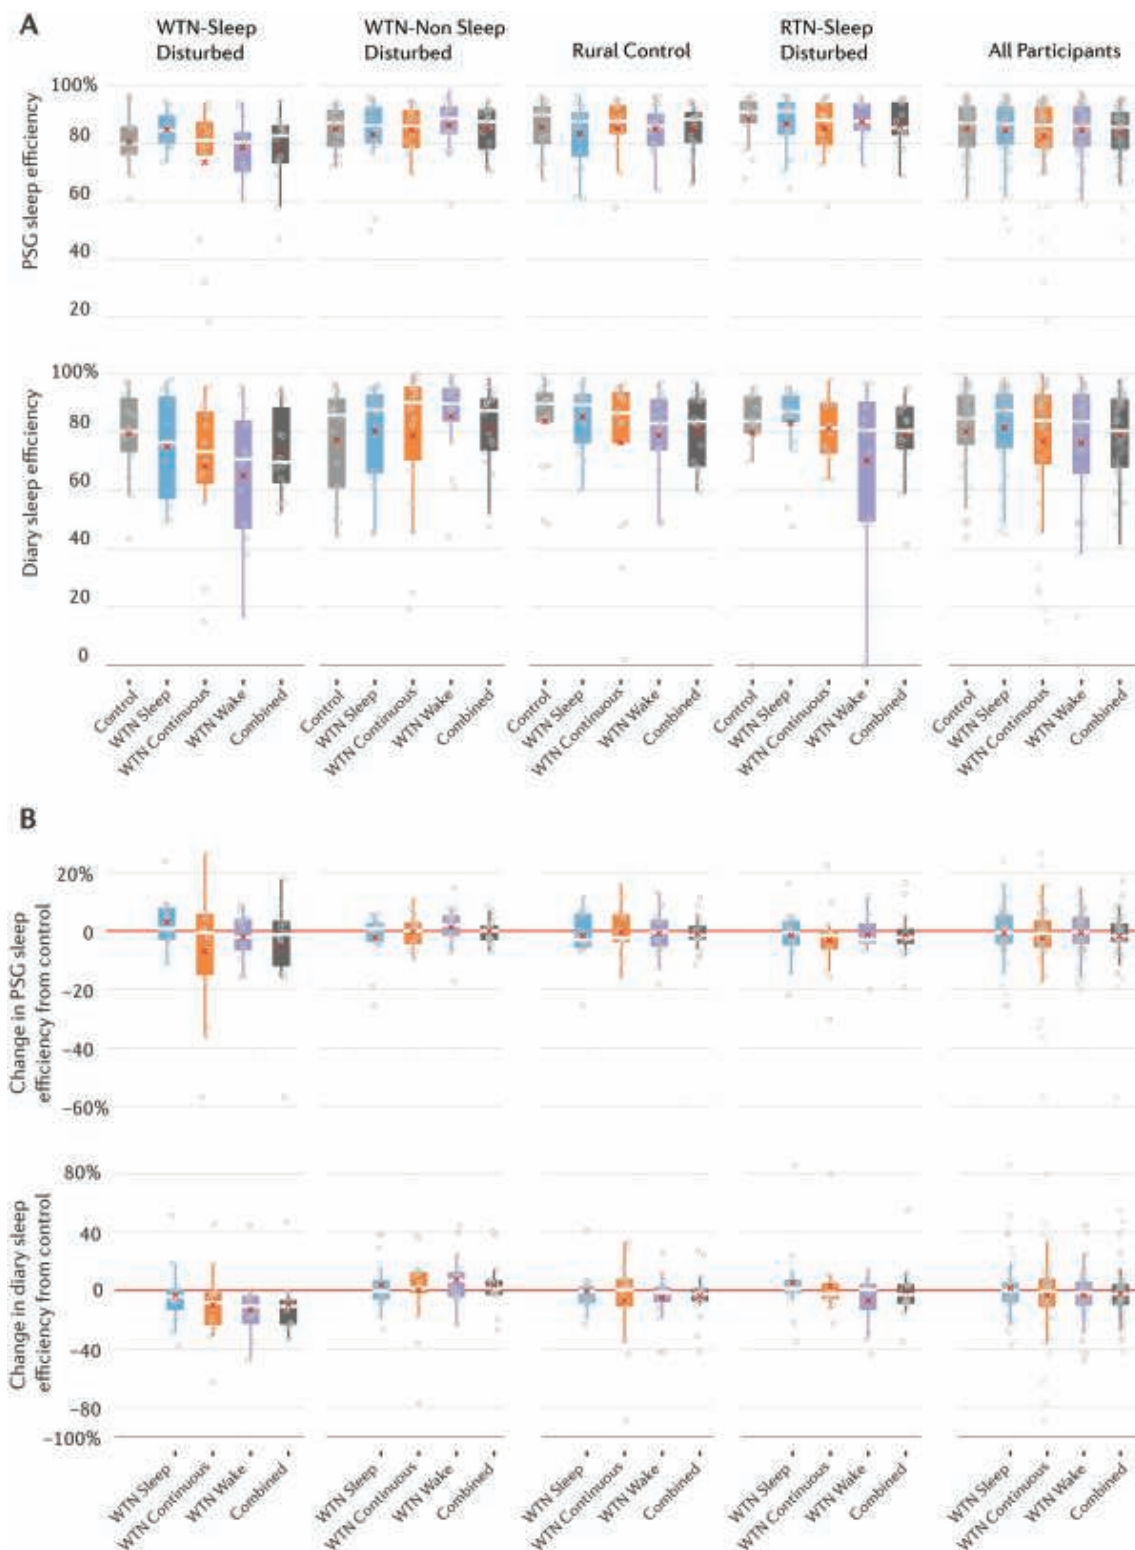 A
WTN-Sleep
Disturbed
WTN-Non Sleep
Disturbed
Rural Control
RTN-Sleep
Disturbed
All Participants
PSG sleep efficiency
100%
80
60
40
20
Diary sleep efficiency
100%
80
60
40
20
0
Control
WTN Sleep
WTN Continuous
WTN Wake
Combined
Control
WTN Sleep
WTN Continuous
WTN Wake
Combined
Control
WTN Sleep
WTN Continuous
WTN Wake
Combined
Control
WTN Sleep
WTN Continuous
WTN Wake
Combined
Control
WTN Sleep
WTN Continuous
WTN Wake
Combined
B
Change in PSG sleep
efficiency from control
20%
0
−20
−40
−60%
Change in diary sleep
efficiency from control
80%
40
0
−40
−80
−100%
WTN Sleep
WTN Continuous
WTN Wake
Combined
WTN Sleep
WTN Continuous
WTN Wake
Combined
WTN Sleep
WTN Continuous
WTN Wake
Combined
WTN Sleep
WTN Continuous
WTN Wake
Combined
WTN Sleep
WTN Continuous
WTN Wake
Combined